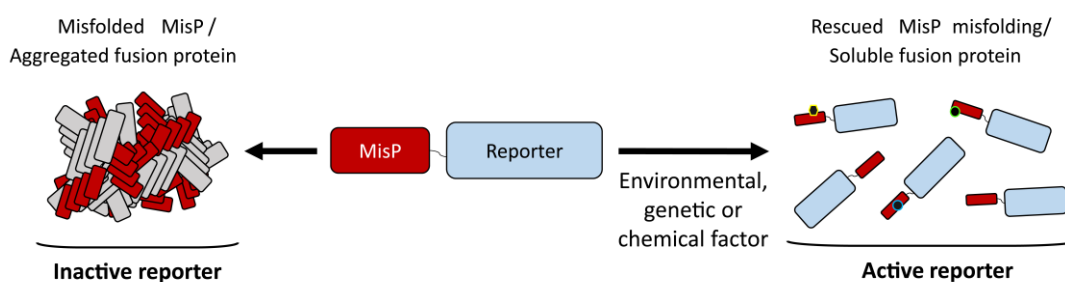 Misfolded MisP /
Aggregated fusion protein
Rescued MisP misfolding/
Soluble fusion protein
MisP
Reporter
Environmental,
genetic or
chemical factor
Inactive reporter
Active reporter